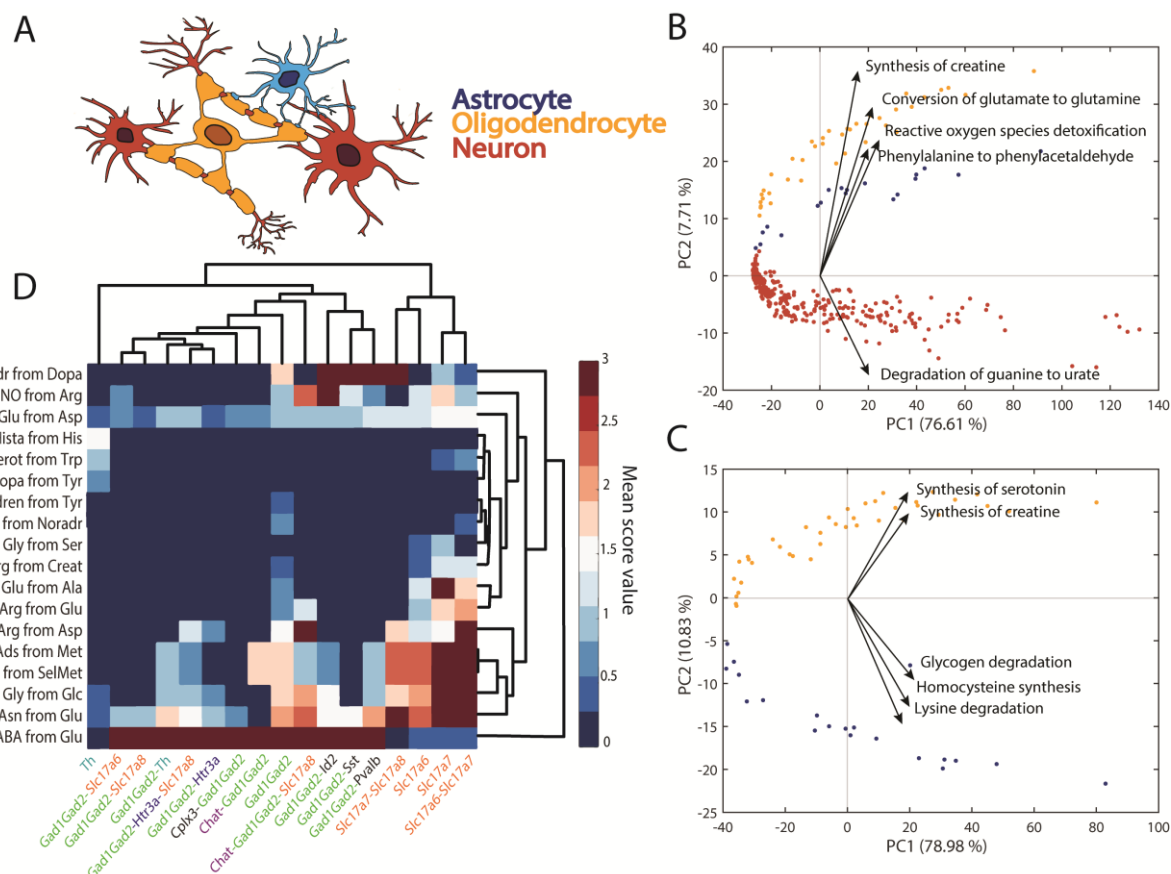 A
Astrocyte
Oligodendrocyte
Neuron
B
40
30
20
10
0
-10
-20
-40
-20
0
20
40
60
80
100
120
140
PC2 (7.71 %)
PC1 (76.61 %)
Synthesis of creatine
Conversion of glutamate to glutamine
Reactive oxygen species detoxification
Phenylalanine to phenylacetaldehyde
Degradation of guanine to urate
C
15
10
5
0
-5
-10
-15
-20
-25
-40
-20
0
20
40
60
80
100
PC2 (10.83 %)
PC1 (78.98 %)
Synthesis of serotonin
Synthesis of creatine
Glycogen degradation
Homocysteine synthesis
Lysine degradation
D
dr from Dopa
NO from Arg
Glu from Asp
lista from His
erot from Trp
opa from Tyr
dren from Tyr
from Noradr
Gly from Ser
rg from Creat
Glu from Ala
Arg from Glu
Arg from Asp
Ads from Met
from SelMet
Gly from Glc
Asn from Glu
ABA from Glu
Th
Gad1Gad2-Slc17a6
Gad1Gad2-Slc17a8
Gad1Gad2-Th
Gad1Gad2-Htr3a-Slc17a8
Gad1Gad2-Htr3a
Cplx3-Gad1Gad2
Chat-Gad1Gad2
Gad1Gad2
Chat-Gad1Gad2-Slc17a8
Gad1Gad2-Id2
Gad1Gad2-Sst
Gad1Gad2-Pvalb
Slc17a7-Slc17a8
Slc17a6
Slc17a7
Slc17a6-Slc17a7
3
2.5
2
1.5
1
0.5
0
Mean score value